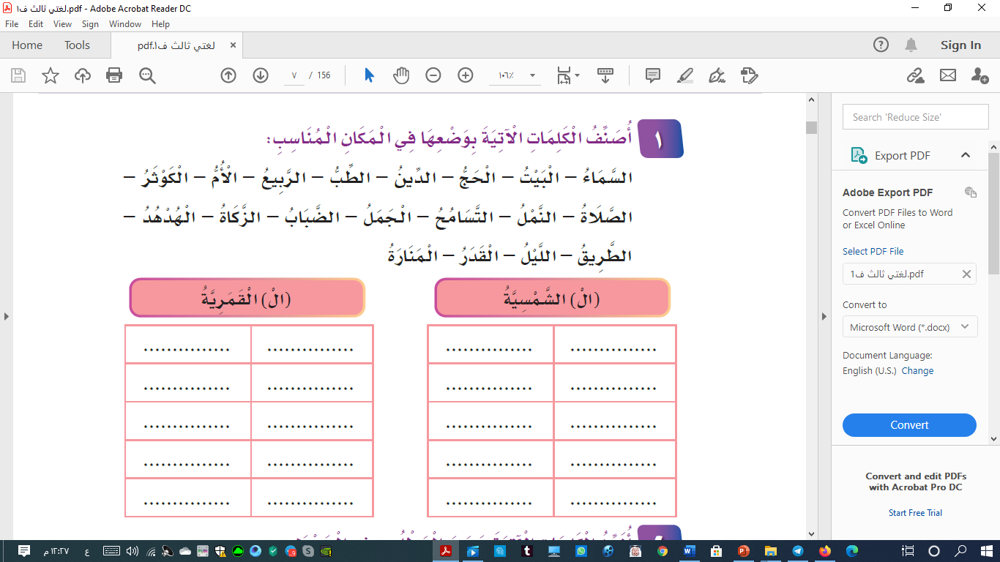 لغتي ثالث ف١.pdf - Adobe Acrobat Reader DC
File Edit View Sign Window Help
Home Tools لغتي ثالث ف١.pdf × Sign In
٧ / 156 ١٠٦٪
١ أُصَنِّفُ الْكَلِمَاتِ الْآتِيَةَ بِوَضْعِهَا فِي الْمَكَانِ الْمُنَاسِبِ:
السَّمَاءُ – الْبَيْتُ – الْحَجُّ – الدِّينُ – الطِّبُّ – الرَّبِيعُ – الْأُمُّ – الْكَوْثَرُ –
الصَّلَاةُ – النَّمْلُ – التَّسَامُحُ – الْجَمَلُ – الضَّبَابُ – الزَّكَاةُ – الْهُدْهُدُ –
الطَّرِيقُ – اللَّيْلُ – الْقَدَرُ – الْمَنَارَةُ
(الْ) الشَّمْسِيَّةُ
(الْ) الْقَمَرِيَّةُ
............... ............... ............... ...............
............... ............... ............... ...............
............... ............... ............... ...............
............... ............... ............... ...............
............... ............... ............... ...............
Search 'Reduce Size'
Export PDF
Adobe Export PDF
Convert PDF Files to Word
or Excel Online
Select PDF File
لغتي ثالث ف1.pdf
Convert to
Microsoft Word (*.docx)
Document Language:
English (U.S.) Change
Convert
Convert and edit PDFs
with Acrobat Pro DC
Start Free Trial
١٢:٢٧ م ع